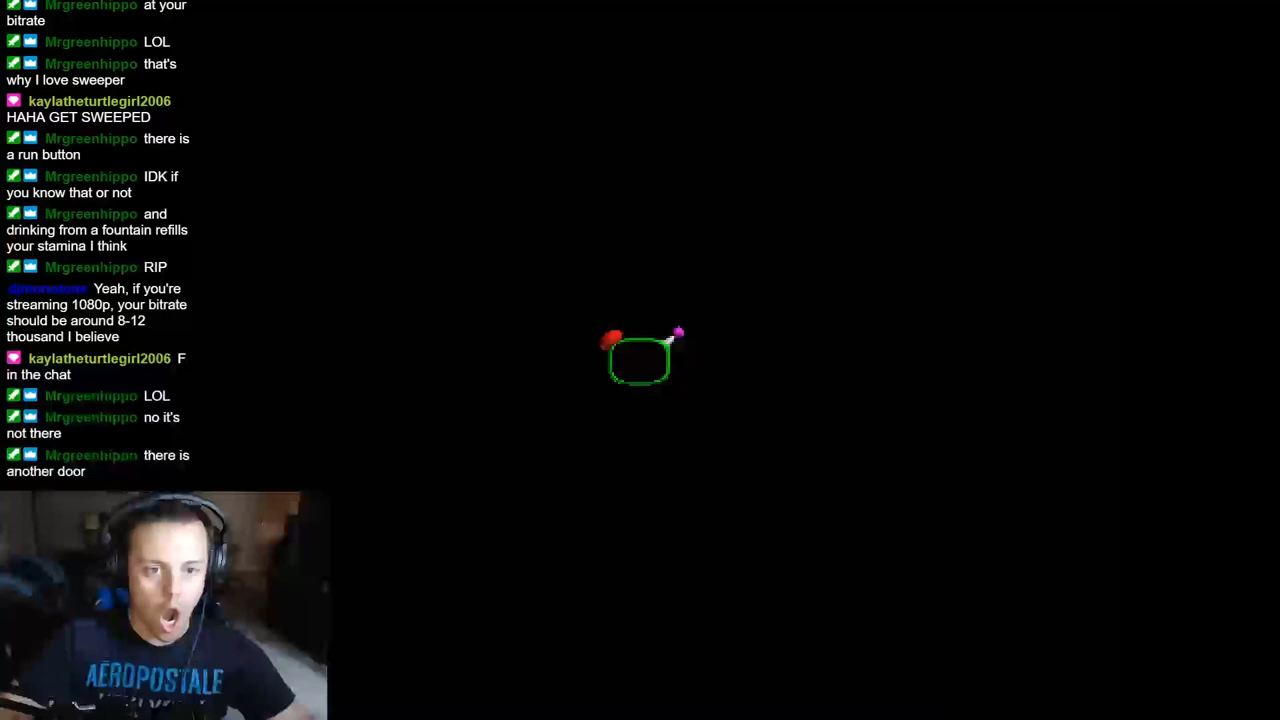 Mrgreenhippo at your
bitrate
Mrgreenhippo LOL
Mrgreenhippo that's
why I love sweeper
kaylatheturtlegirl2006
HAHA GET SWEEPED
Mrgreenhippo there is
a run button
Mrgreenhippo IDK if
you know that or not
Mrgreenhippo and
drinking from a fountain refills
your stamina I think
Mrgreenhippo RIP
Yeah, if you're
streaming 1080p, your bitrate
should be around 8-12
thousand I believe
kaylatheturtlegirl2006 F
in the chat
Mrgreenhippo LOL
Mrgreenhippo no it's
not there
Mrgreenhippo there is
another door
AÉROPOSTALE